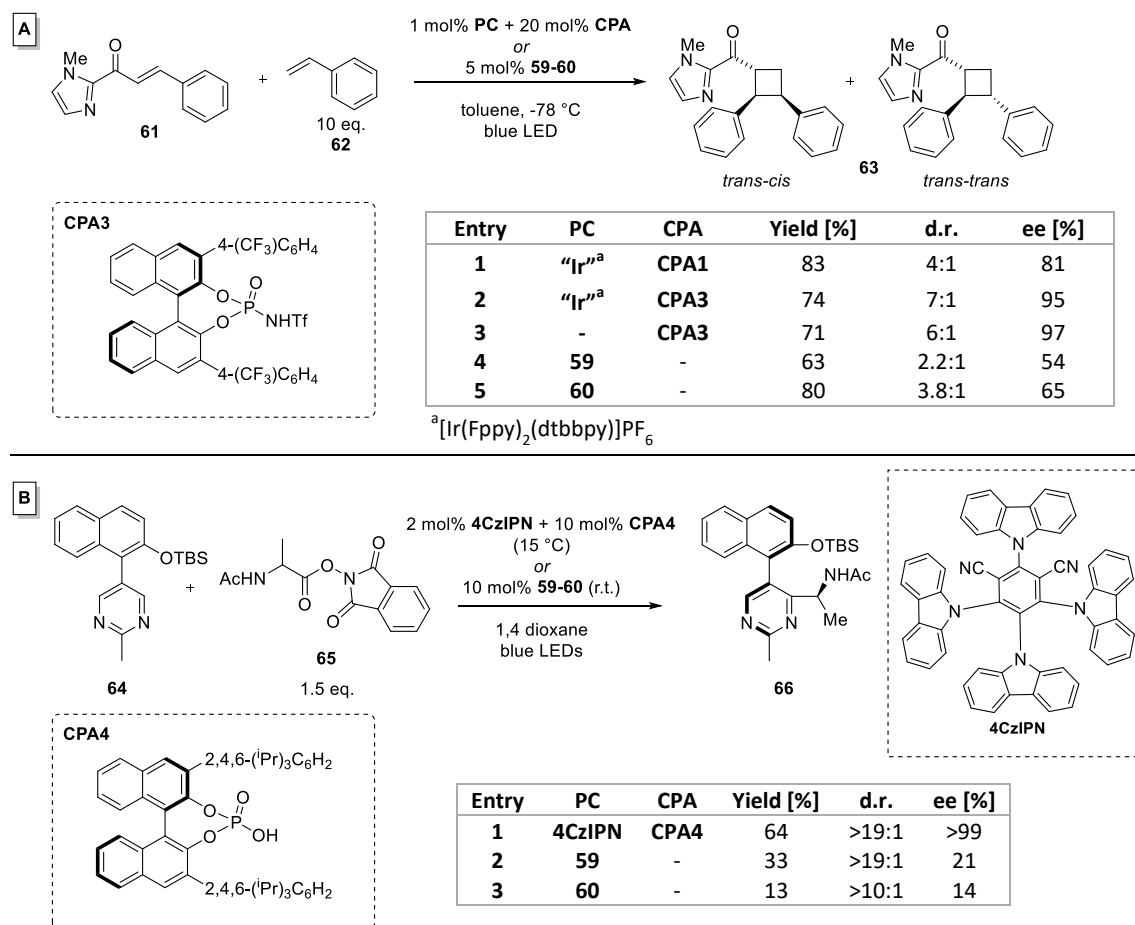 A
Me
N
N
O
61
+
10 eq.
62
1 mol% PC + 20 mol% CPA
or
5 mol% 59-60
toluene, -78 °C
blue LED
Me
N
N
O
trans-cis
+
63
Me
N
N
O
trans-trans
CPA3
4-(CF3)C6H4
O
O
P
O
NHTf
4-(CF3)C6H4
Entry PC CPA Yield [%] d.r. ee [%]
1 “Ir”a CPA1 83 4:1 81
2 “Ir”a CPA3 74 7:1 95
3 - CPA3 71 6:1 97
4 59 - 63 2.2:1 54
5 60 - 80 3.8:1 65
a[Ir(Fppy)2(dtbbpy)]PF6
B
OTBS
N
N
64
+
AcHN
O
O
N
O
O
65
1.5 eq.
2 mol% 4CzIPN + 10 mol% CPA4
(15 °C)
or
10 mol% 59-60 (r.t.)
1,4 dioxane
blue LEDs
OTBS
NHAc
Me
N
N
66
N
NC
CN
N
N
N
4CzIPN
CPA4
2,4,6-(iPr)3C6H2
O
O
P
O
OH
2,4,6-(iPr)3C6H2
Entry PC CPA Yield [%] d.r. ee [%]
1 4CzIPN CPA4 64 >19:1 >99
2 59 - 33 >19:1 21
3 60 - 13 >10:1 14